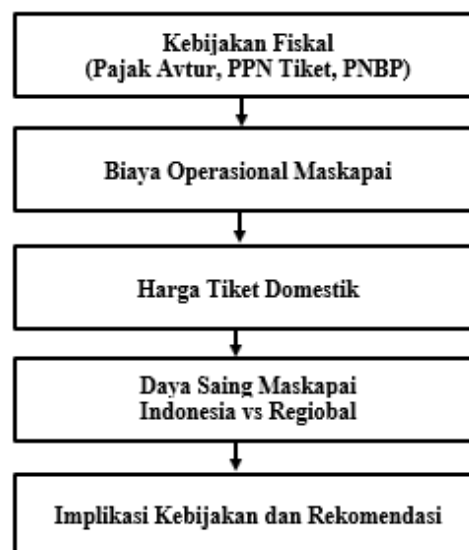 Kebijakan Fiskal
(Pajak Avtur, PPN Tiket, PNBP)
Biaya Operasional Maskapai
Harga Tiket Domestik
Daya Saing Maskapai
Indonesia vs Regiobal
Implikasi Kebijakan dan Rekomendasi